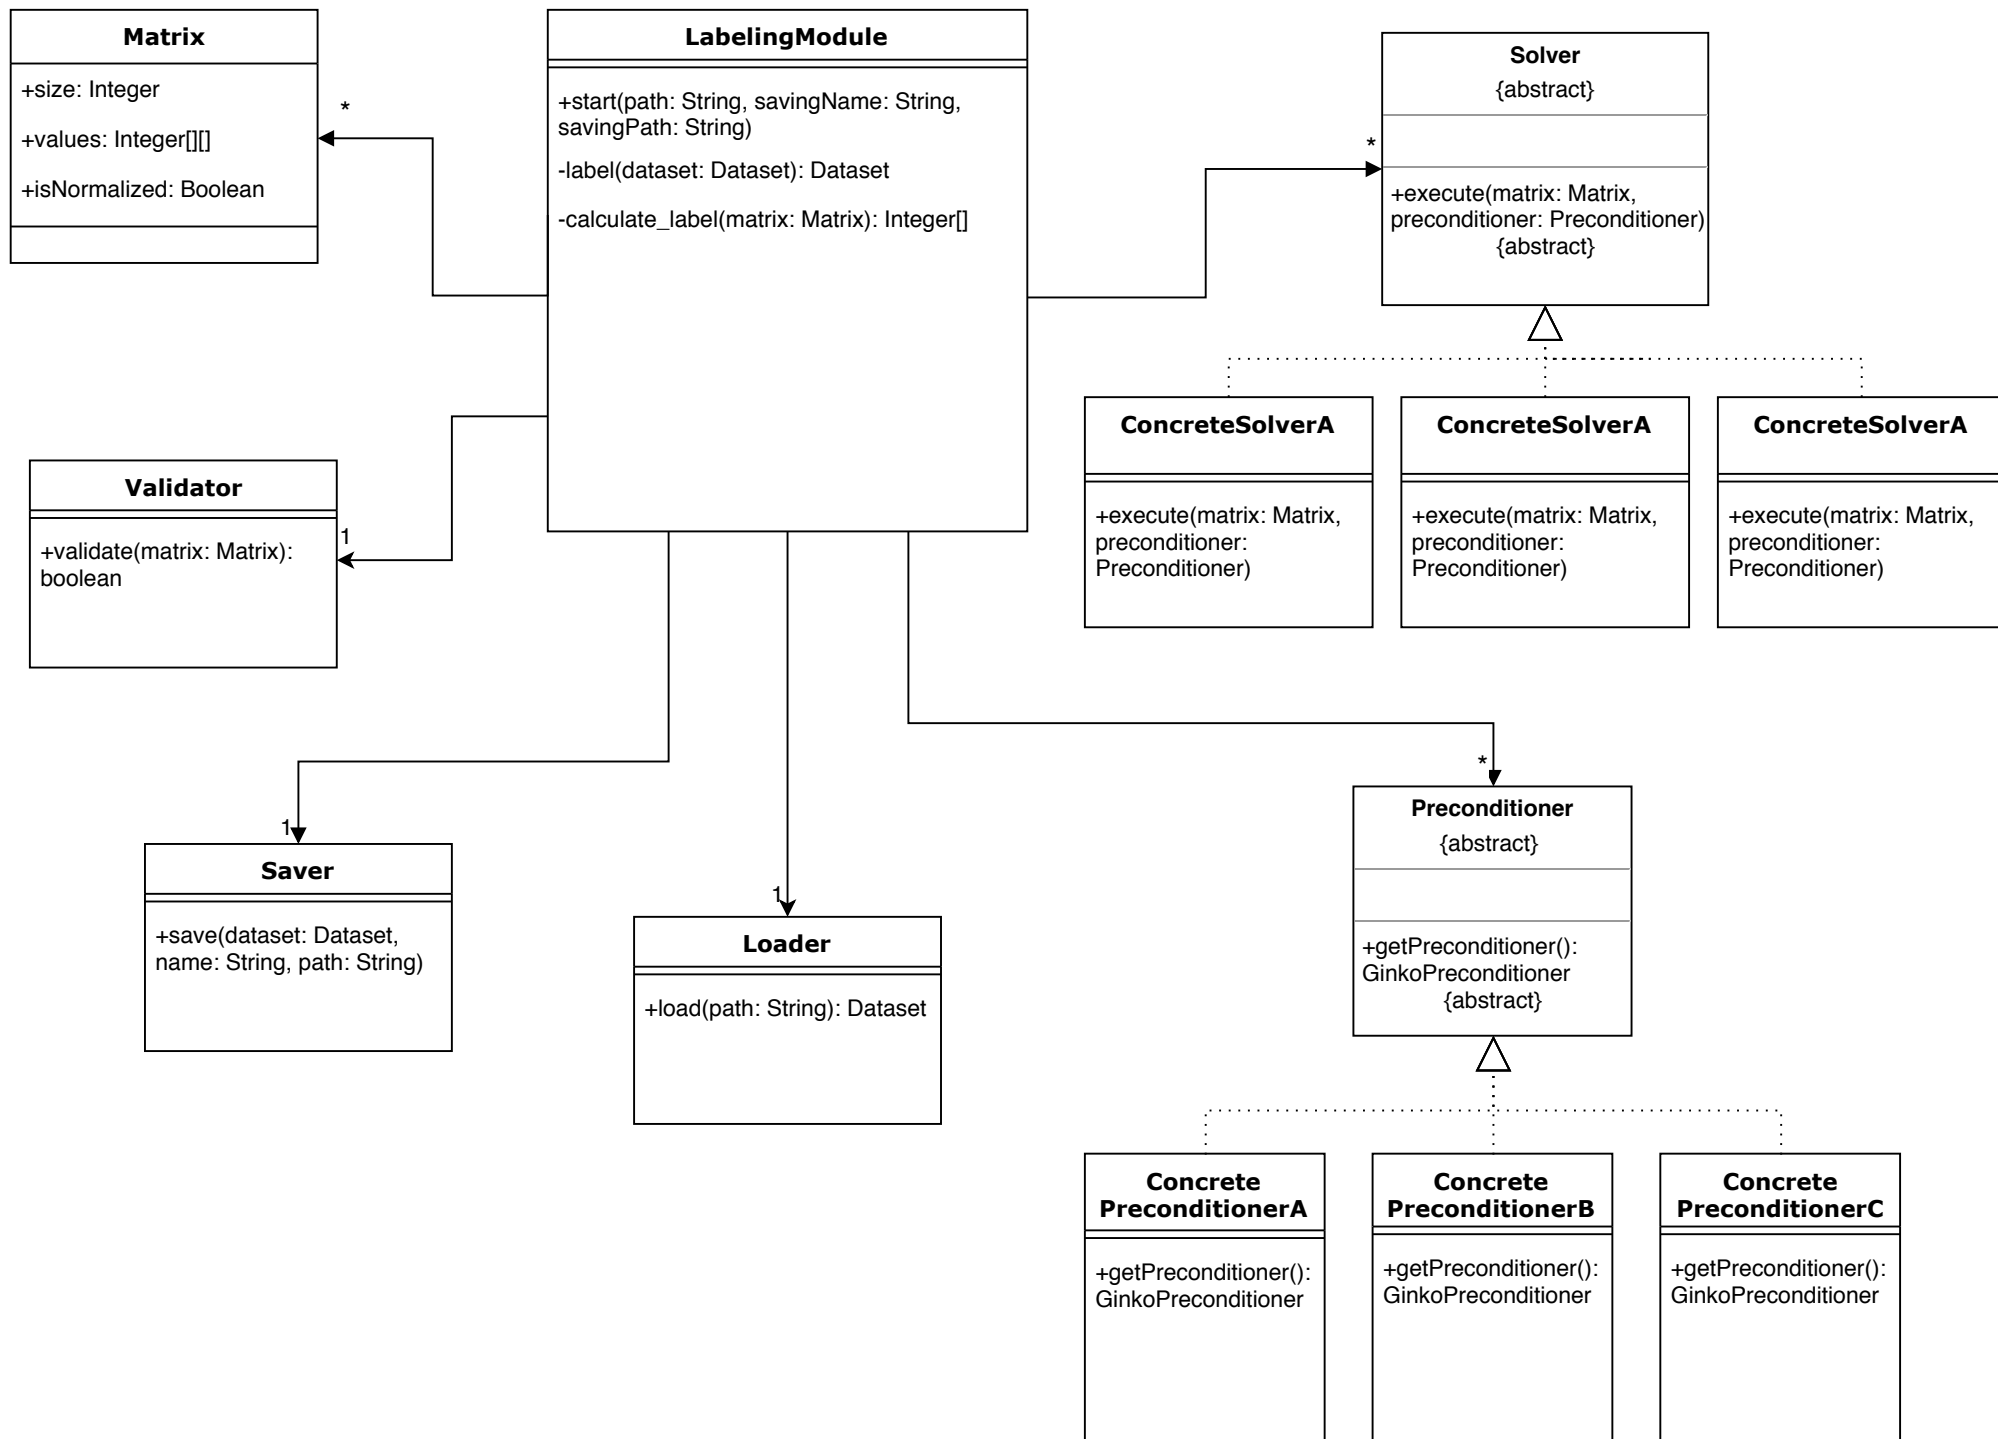 Matrix
+size: Integer
+values: Integer[][]
+isNormalized: Boolean
*
LabelingModule
+start(path: String, savingName: String,
savingPath: String)
-label(dataset: Dataset): Dataset
-calculate_label(matrix: Matrix): Integer[]
*
Solver
{abstract}
+execute(matrix: Matrix,
preconditioner: Preconditioner)
{abstract}
ConcreteSolverA
+execute(matrix: Matrix,
preconditioner:
Preconditioner)
ConcreteSolverA
+execute(matrix: Matrix,
preconditioner:
Preconditioner)
ConcreteSolverA
+execute(matrix: Matrix,
preconditioner:
Preconditioner)
Validator
+validate(matrix: Matrix):
boolean
1
1
Saver
+save(dataset: Dataset,
name: String, path: String)
1
Loader
+load(path: String): Dataset
*
Preconditioner
{abstract}
+getPreconditioner():
GinkoPreconditioner
{abstract}
Concrete
PreconditionerA
+getPreconditioner():
GinkoPreconditioner
Concrete
PreconditionerB
+getPreconditioner():
GinkoPreconditioner
Concrete
PreconditionerC
+getPreconditioner():
GinkoPreconditioner